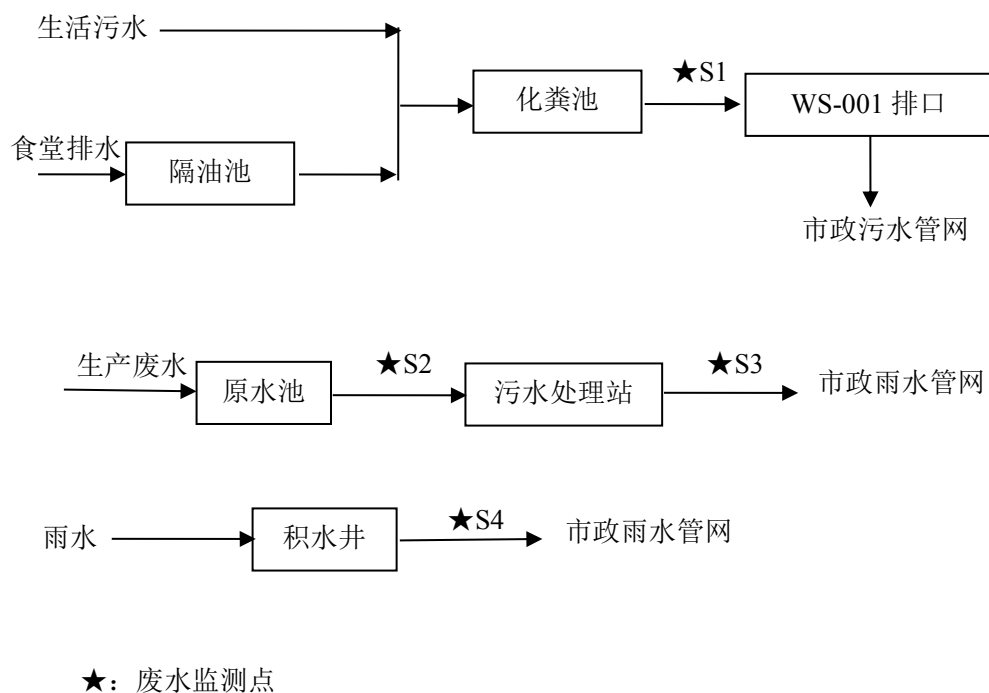 生活污水
★S1
化粪池
WS-001 排口
食堂排水
隔油池
市政污水管网
生产废水
★S2
★S3
原水池
污水处理站
市政雨水管网
雨水
积水井
★S4
市政雨水管网
★：废水监测点